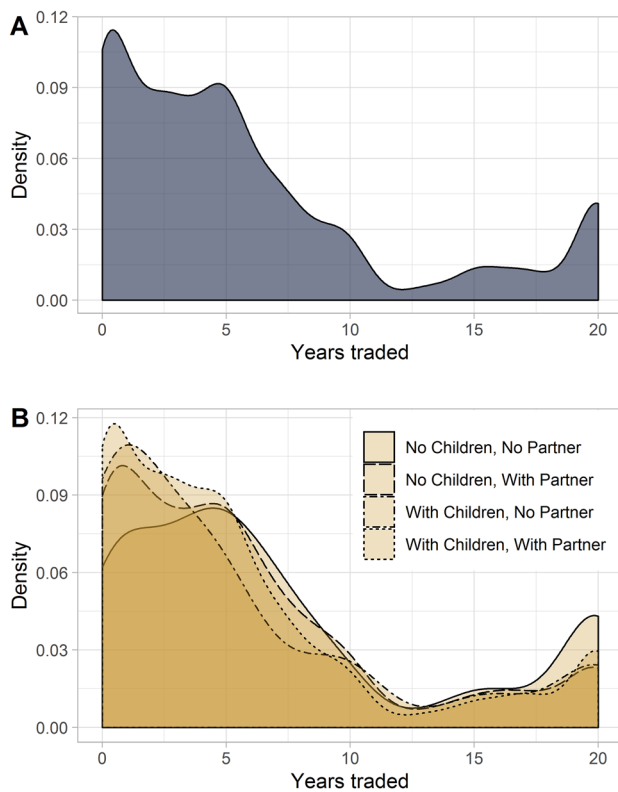 A
Density
0.12
0.09
0.06
0.03
0.00
0 5 10 15 20
Years traded
B
Density
0.12
0.09
0.06
0.03
0.00
No Children, No Partner
No Children, With Partner
With Children, No Partner
With Children, With Partner
0 5 10 15 20
Years traded